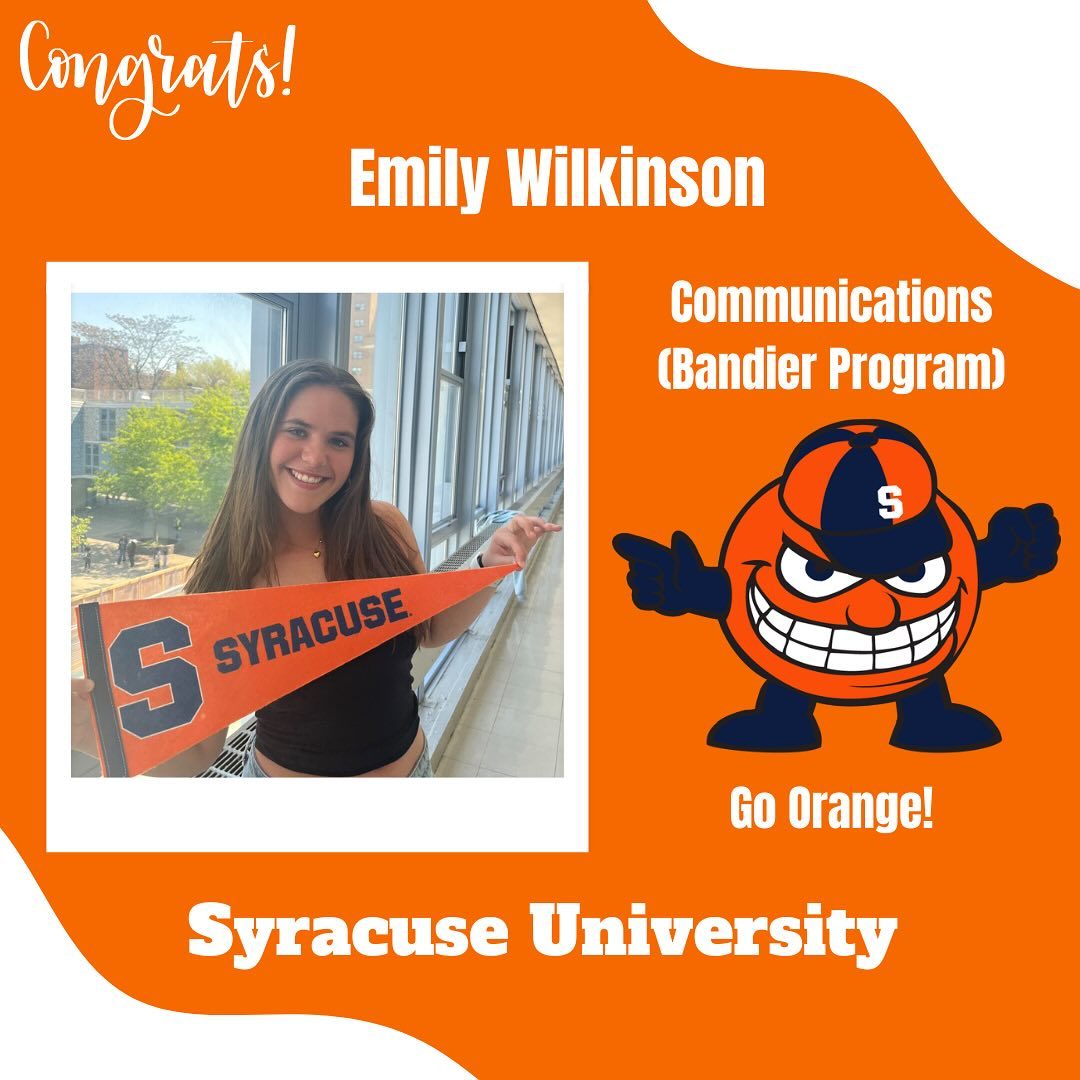 Congrats!
Emily Wilkinson
Communications
(Bandier Program)
S
S SYRACUSE
Go Orange!
Syracuse University